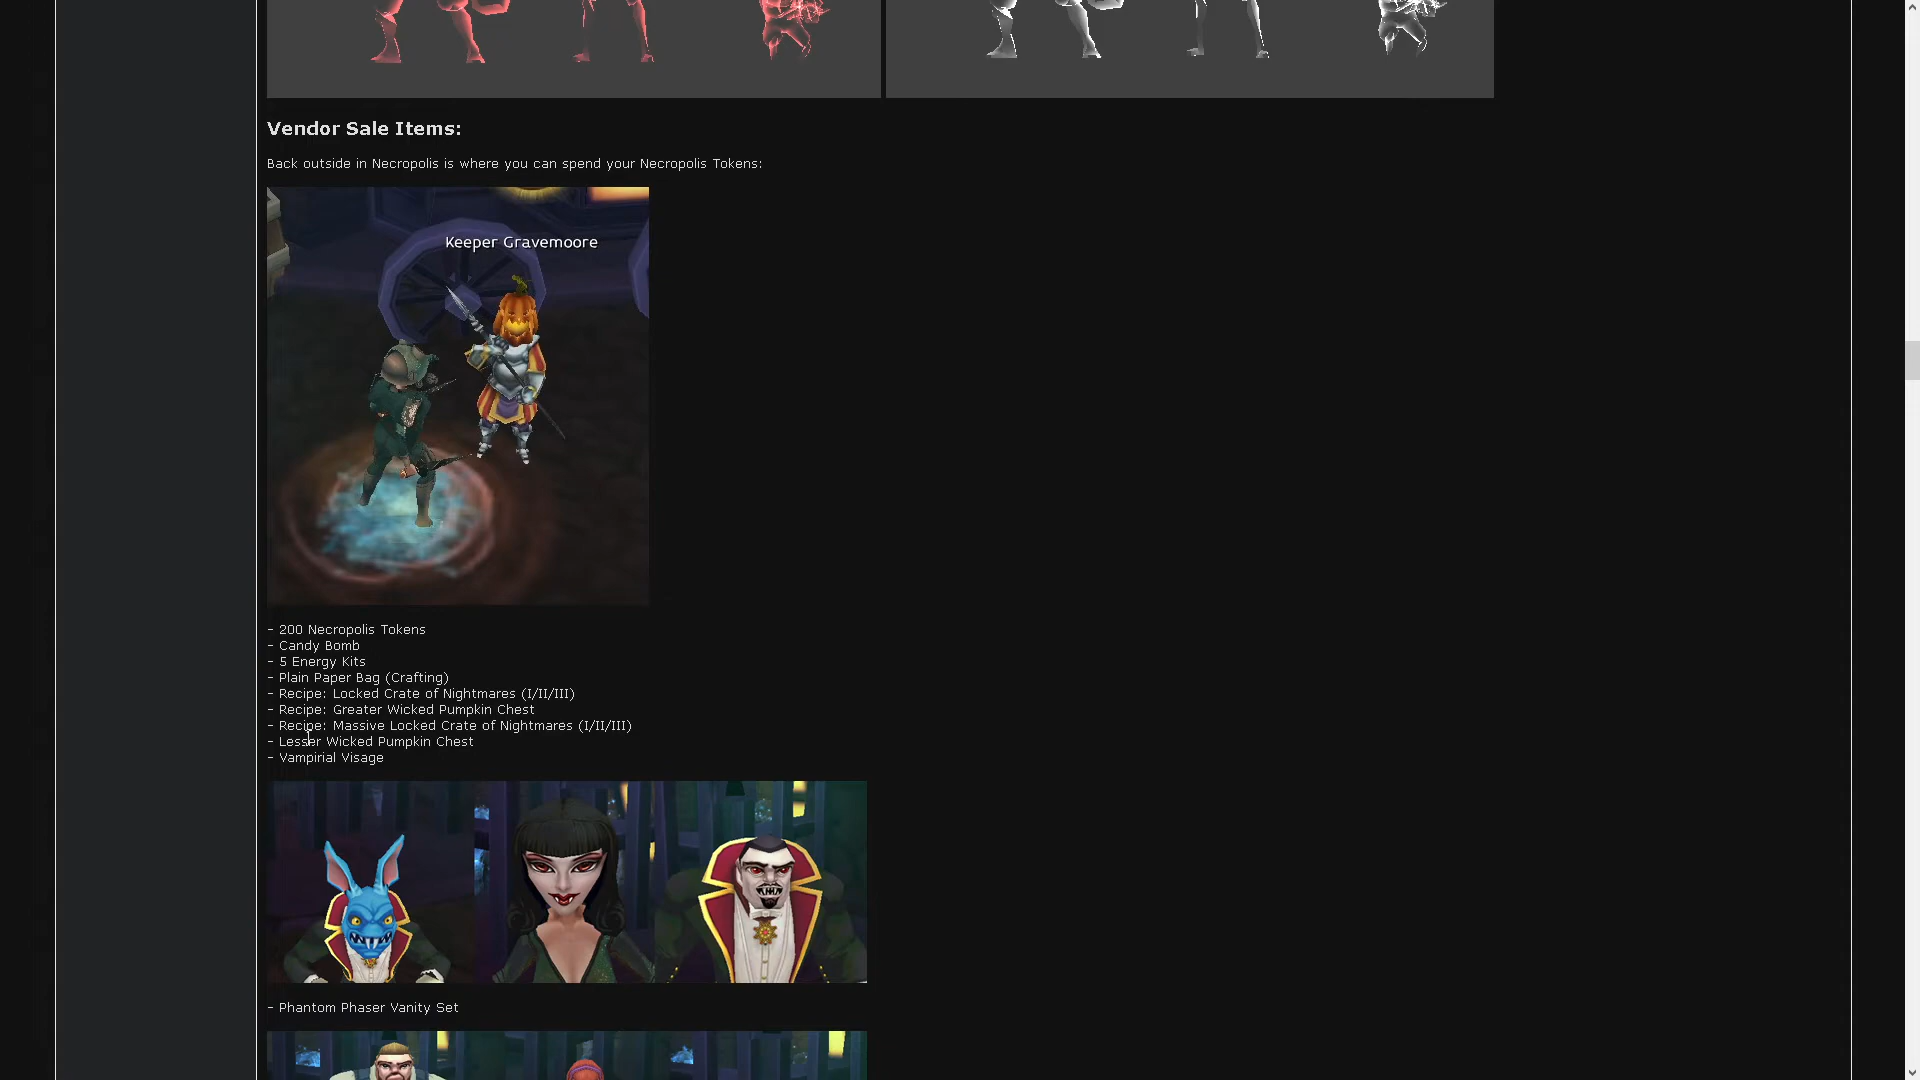 Vendor Sale Items:
Back outside in Necropolis is where you can spend your Necropolis Tokens:
Keeper Gravemoore
- 200 Necropolis Tokens
- Candy Bomb
- 5 Energy Kits
- Plain Paper Bag (Crafting)
- Recipe: Locked Crate of Nightmares (I/II/III)
- Recipe: Greater Wicked Pumpkin Chest
- Recipe: Massive Locked Crate of Nightmares (I/II/III)
- Lesser Wicked Pumpkin Chest
- Vampirial Visage
- Phantom Phaser Vanity Set